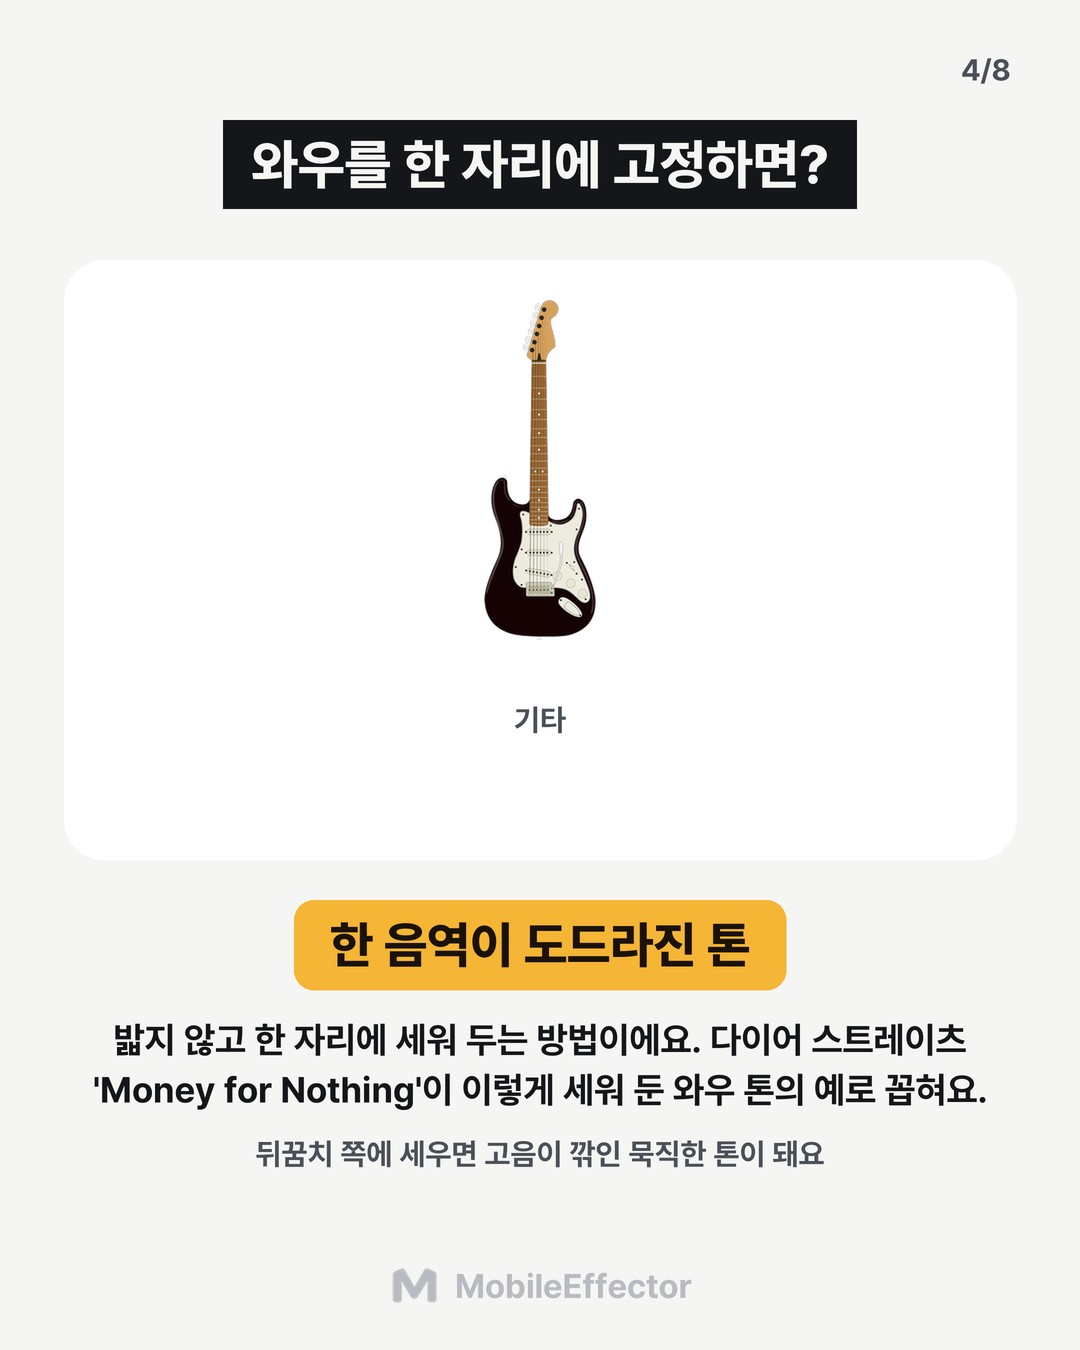 4/8
와우를 한 자리에 고정하면?
기타
한 음역이 도드라진 톤
밟지 않고 한 자리에 세워 두는 방법이에요. 다이어 스트레이츠
'Money for Nothing'이 이렇게 세워 둔 와우 톤의 예로 꼽혀요.
뒤꿈치 쪽에 세우면 고음이 깎인 묵직한 톤이 돼요
MobileEffector